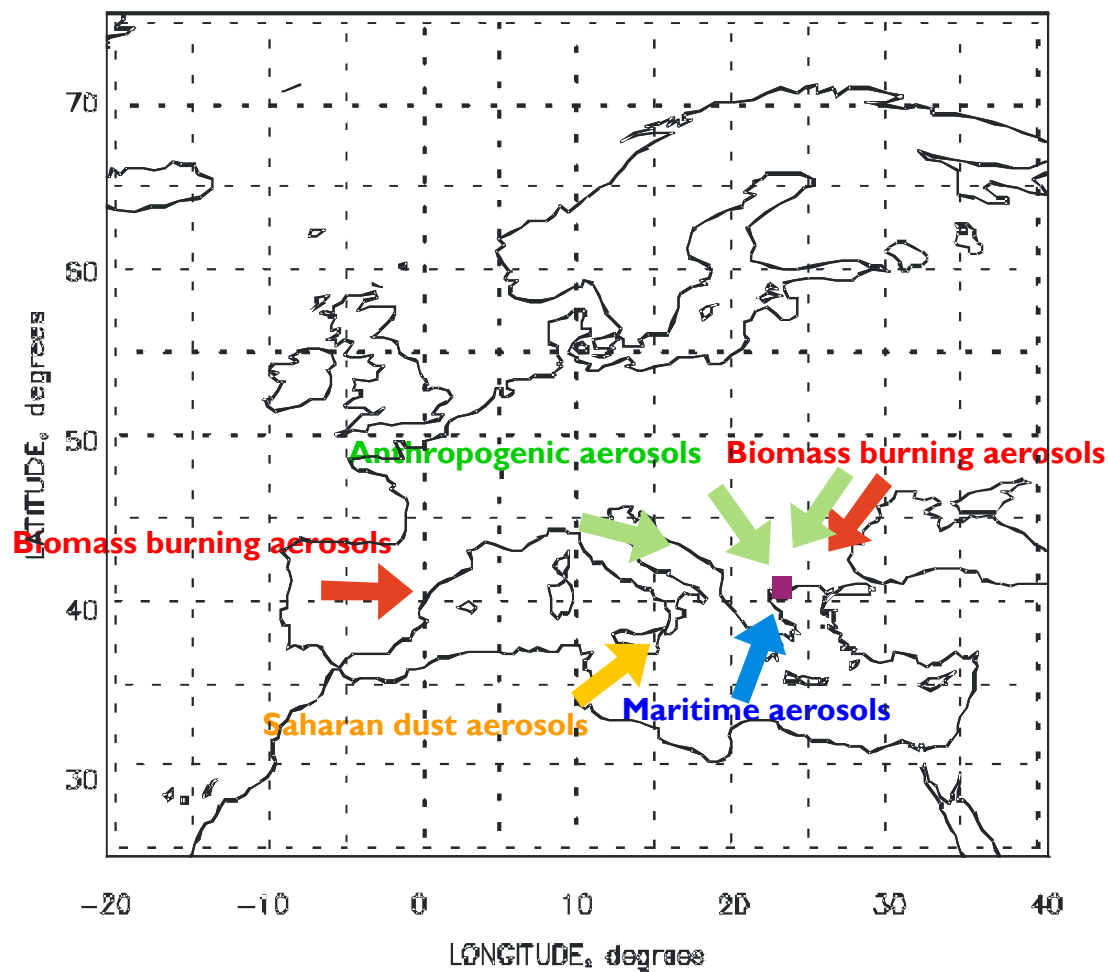 70
60
50
40
30
LATITUDE, degrees
Anthropogenic aerosols
Biomass burning aerosols
Biomass burning aerosols
Saharan dust aerosols
Maritime aerosols
-20
-10
0
10
20
30
40
LONGITUDE, degrees